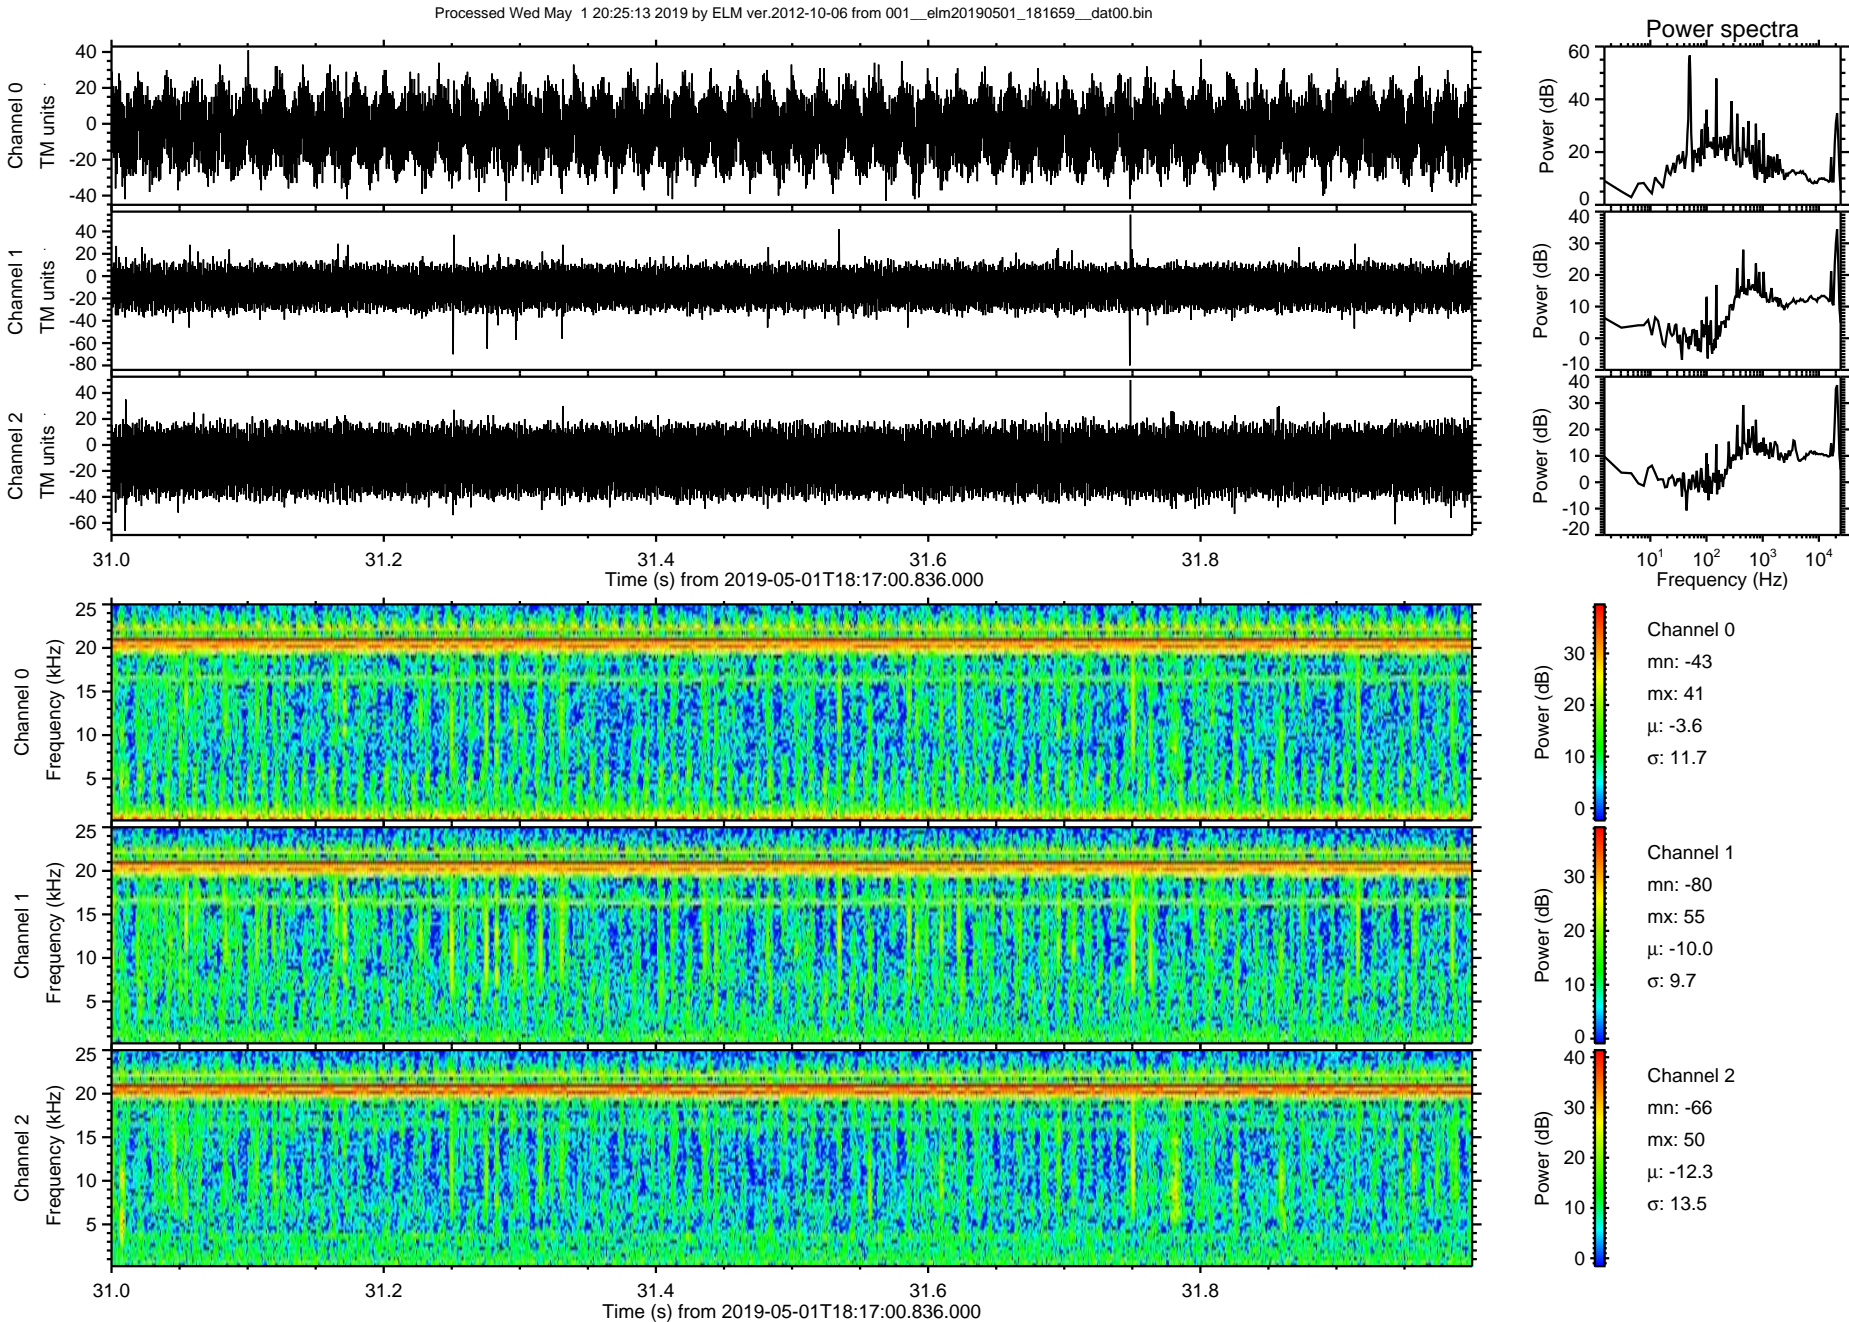 Processed Wed May  1 20:25:13 2019 by ELM ver.2012-10-06 from 001__elm20190501_181659__dat00.bin
Power spectra
Channel 0
TM units
40
20
0
-20
-40
Power (dB)
60
40
20
0
Channel 1
TM units
40
20
0
-20
-40
-60
-80
Power (dB)
40
30
20
10
0
-10
Channel 2
TM units
40
20
0
-20
-40
-60
Power (dB)
40
30
20
10
0
-10
-20
31.0 31.2 31.4 31.6 31.8
Time (s) from 2019-05-01T18:17:00.836.000
10¹ 10² 10³ 10⁴
Frequency (Hz)
Channel 0
Frequency (kHz)
25
20
15
10
5
Power (dB)
30
20
10
0
Channel 0
mn: -43
mx: 41
μ: -3.6
σ: 11.7
Channel 1
Frequency (kHz)
25
20
15
10
5
Power (dB)
30
20
10
0
Channel 1
mn: -80
mx: 55
μ: -10.0
σ: 9.7
Channel 2
Frequency (kHz)
25
20
15
10
5
Power (dB)
40
30
20
10
0
Channel 2
mn: -66
mx: 50
μ: -12.3
σ: 13.5
31.0 31.2 31.4 31.6 31.8
Time (s) from 2019-05-01T18:17:00.836.000